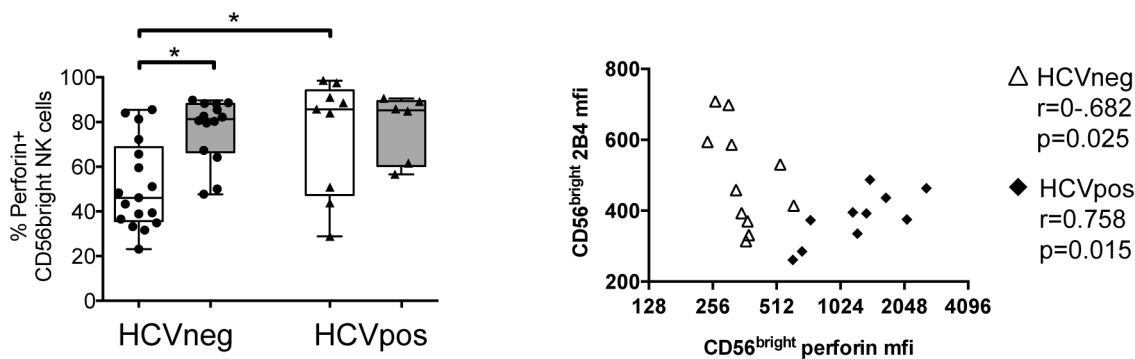 *
*
% Perforin+
CD56bright NK cells
100
80
60
40
20
0
HCVneg
HCVpos
CD56bright 2B4 mfi
800
600
400
200
128
256
512
1024
2048
4096
CD56bright perforin mfi
HCVneg
r=0-.682
p=0.025
HCVpos
r=0.758
p=0.015